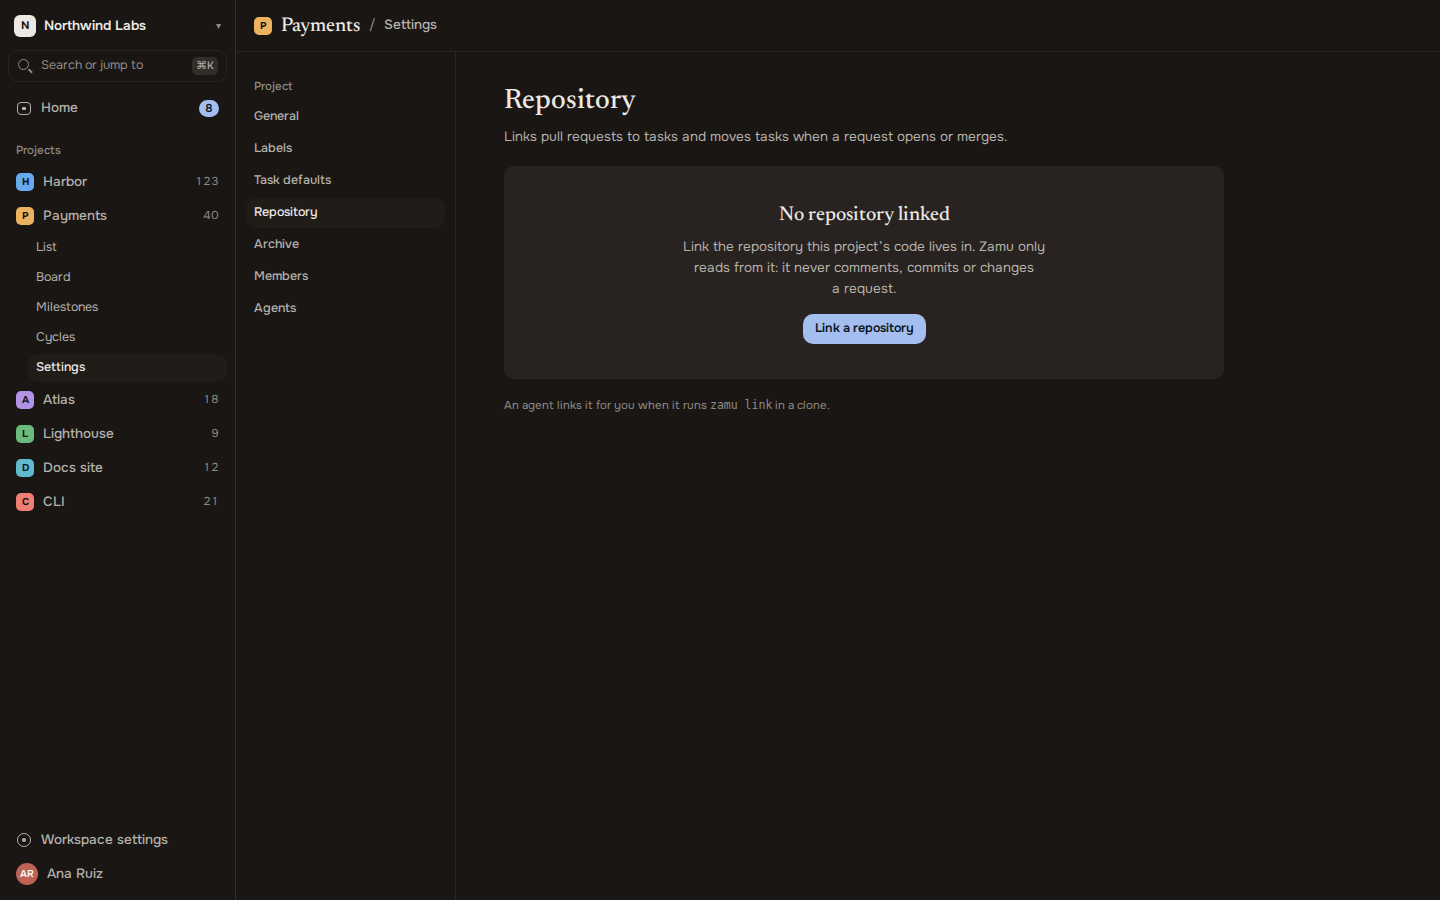 N Northwind Labs
Search or jump to ⌘K
Home 8
Projects
H Harbor 123
P Payments 40
List
Board
Milestones
Cycles
Settings
A Atlas 18
L Lighthouse 9
D Docs site 12
C CLI 21
Workspace settings
AR Ana Ruiz
P Payments / Settings
Project
General
Labels
Task defaults
Repository
Archive
Members
Agents
Repository
Links pull requests to tasks and moves tasks when a request opens or merges.
No repository linked
Link the repository this project's code lives in. Zamu only
reads from it: it never comments, commits or changes
a request.
Link a repository
An agent links it for you when it runs zamu link in a clone.